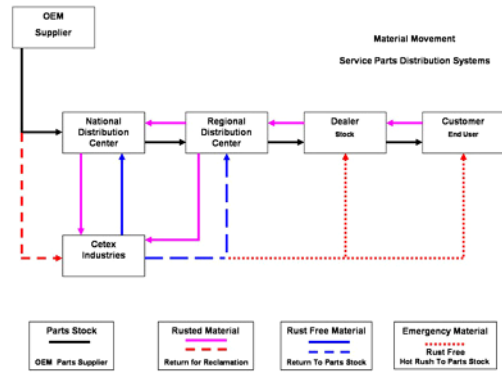 OEM
Supplier
Material Movement
Service Parts Distribution Systems
National
Distribution
Center
Regional
Distribution
Center
Dealer
Stock
Customer
End User
Cetex
Industries
Parts Stock
OEM Parts Supplier
Rusted Material
Return for Reclamation
Rust Free Material
Return To Parts Stock
Emergency Material
Rust Free
Hot Rush To Parts Stock